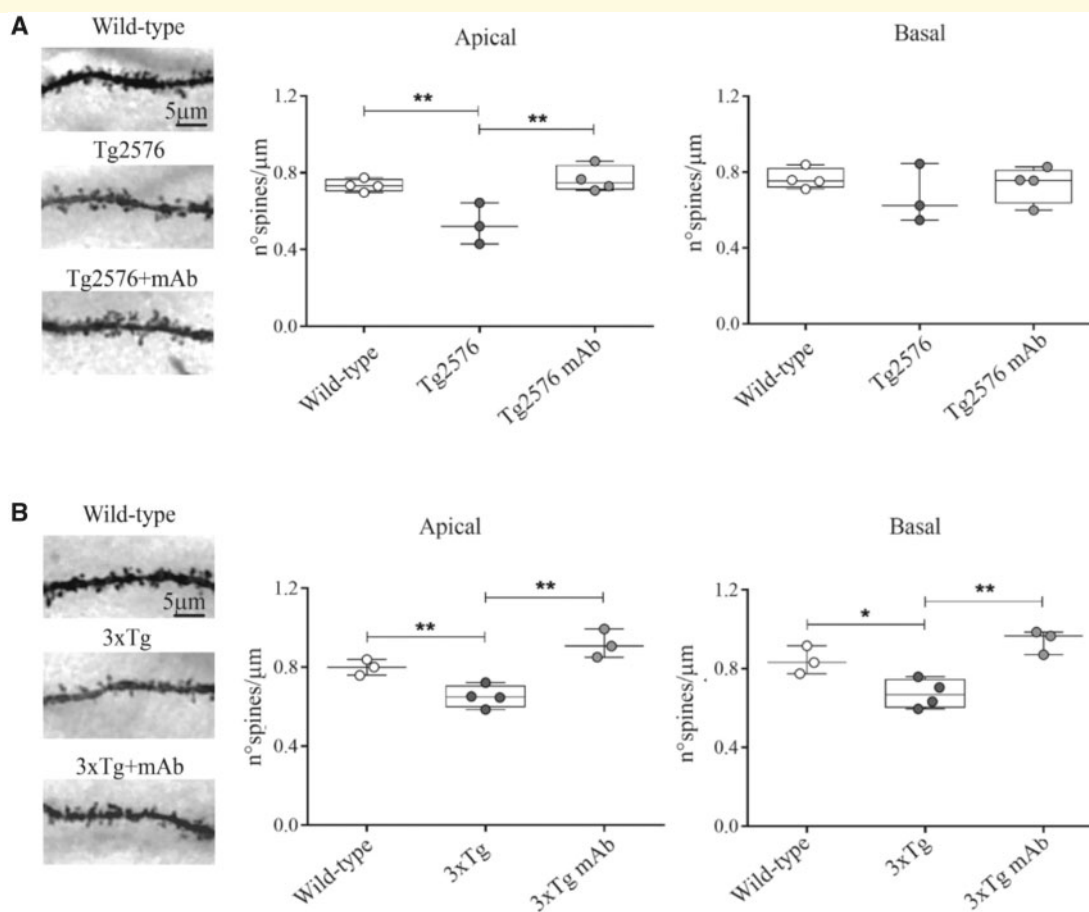 A
Wild-type
5μm
Tg2576
Tg2576+mAb
Apical
**
**
n°spines/μm
1.2
0.8
0.4
0.0
Wild-type
Tg2576
Tg2576 mAb
Basal
n°spines/μm
1.2
0.8
0.4
0.0
Wild-type
Tg2576
Tg2576 mAb
B
Wild-type
5μm
3xTg
3xTg+mAb
Apical
**
**
n°spines/μm
1.2
0.8
0.4
0.0
Wild-type
3xTg
3xTg mAb
Basal
**
*
n°spines/μm
1.2
0.8
0.4
0.0
Wild-type
3xTg
3xTg mAb